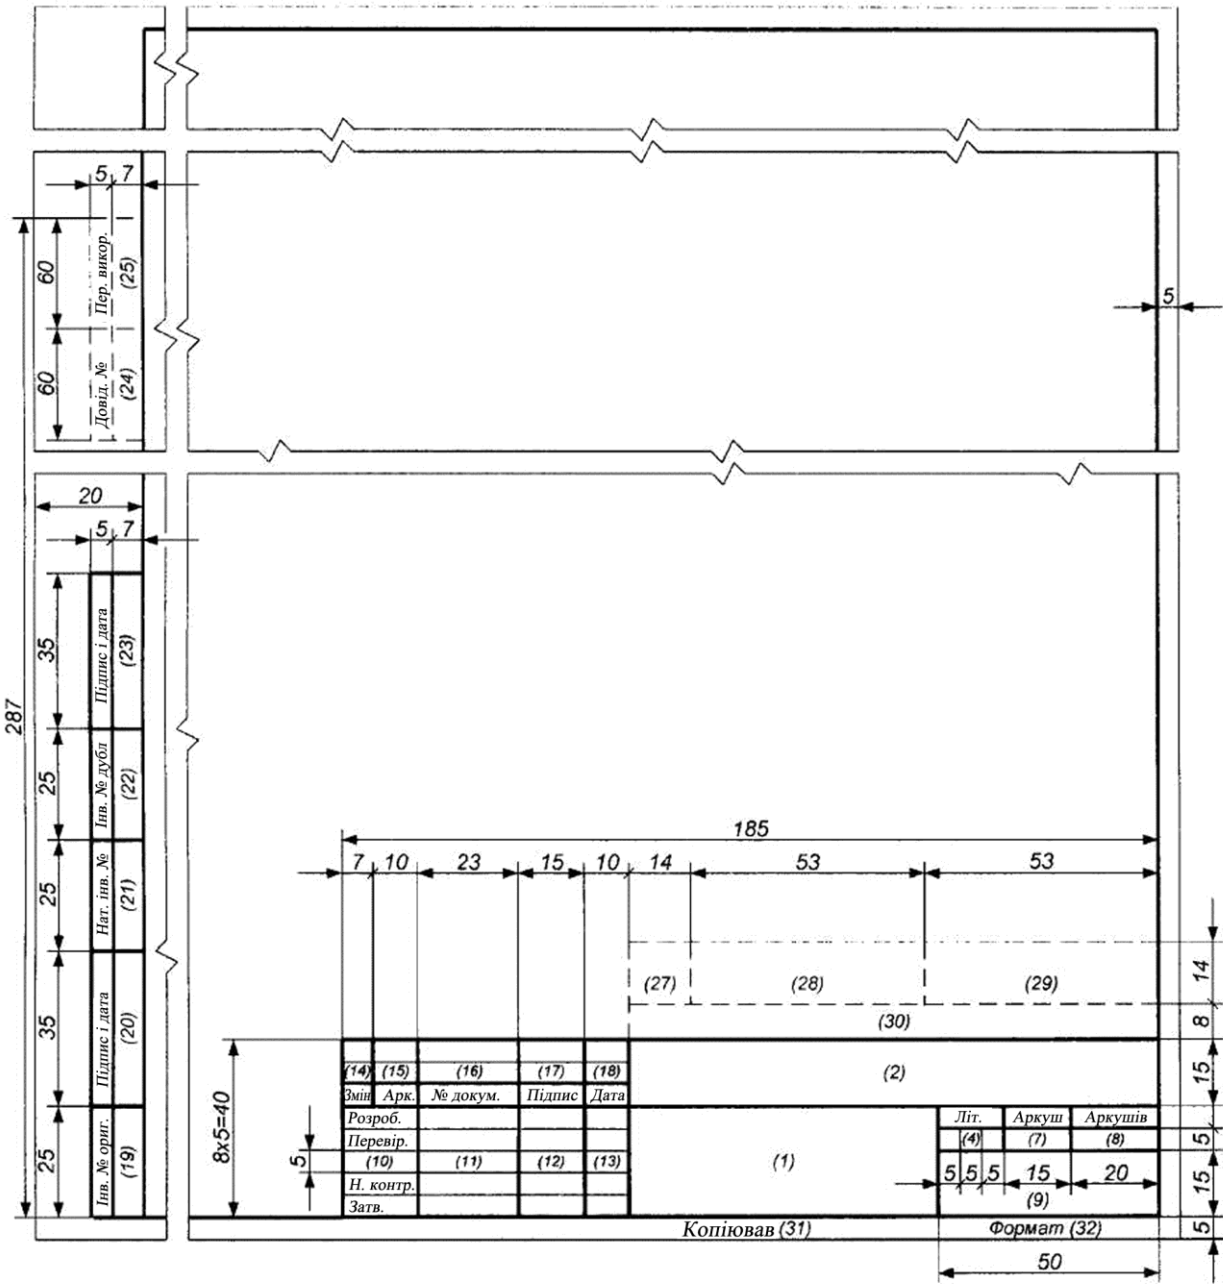 5 7
Пер. викор.
(25)
60
Довід. №
(24)
60
5
287
20
5 7
35
Підпис і дата
(23)
25
Інв. № дубл
(22)
25
Нат. інв. №
(21)
35
Підпис і дата
(20)
25
Інв. № ориг.
(19)
185
7 10 23 15 10 14 53 53
(27) (28) (29)
14
(30)
8
8x5=40
(14) (15) (16) (17) (18)
(2)
15
Змін Арк. № докум. Підпис Дата
Розроб.
Літ. Аркуш Аркушів
Перевір.
(4) (7) (8)
5
5
(10) (11) (12) (13)
(1)
Н. контр.
5 5 5 15 20
15
Затв.
(9)
Копіював (31)
Формат (32)
5
50